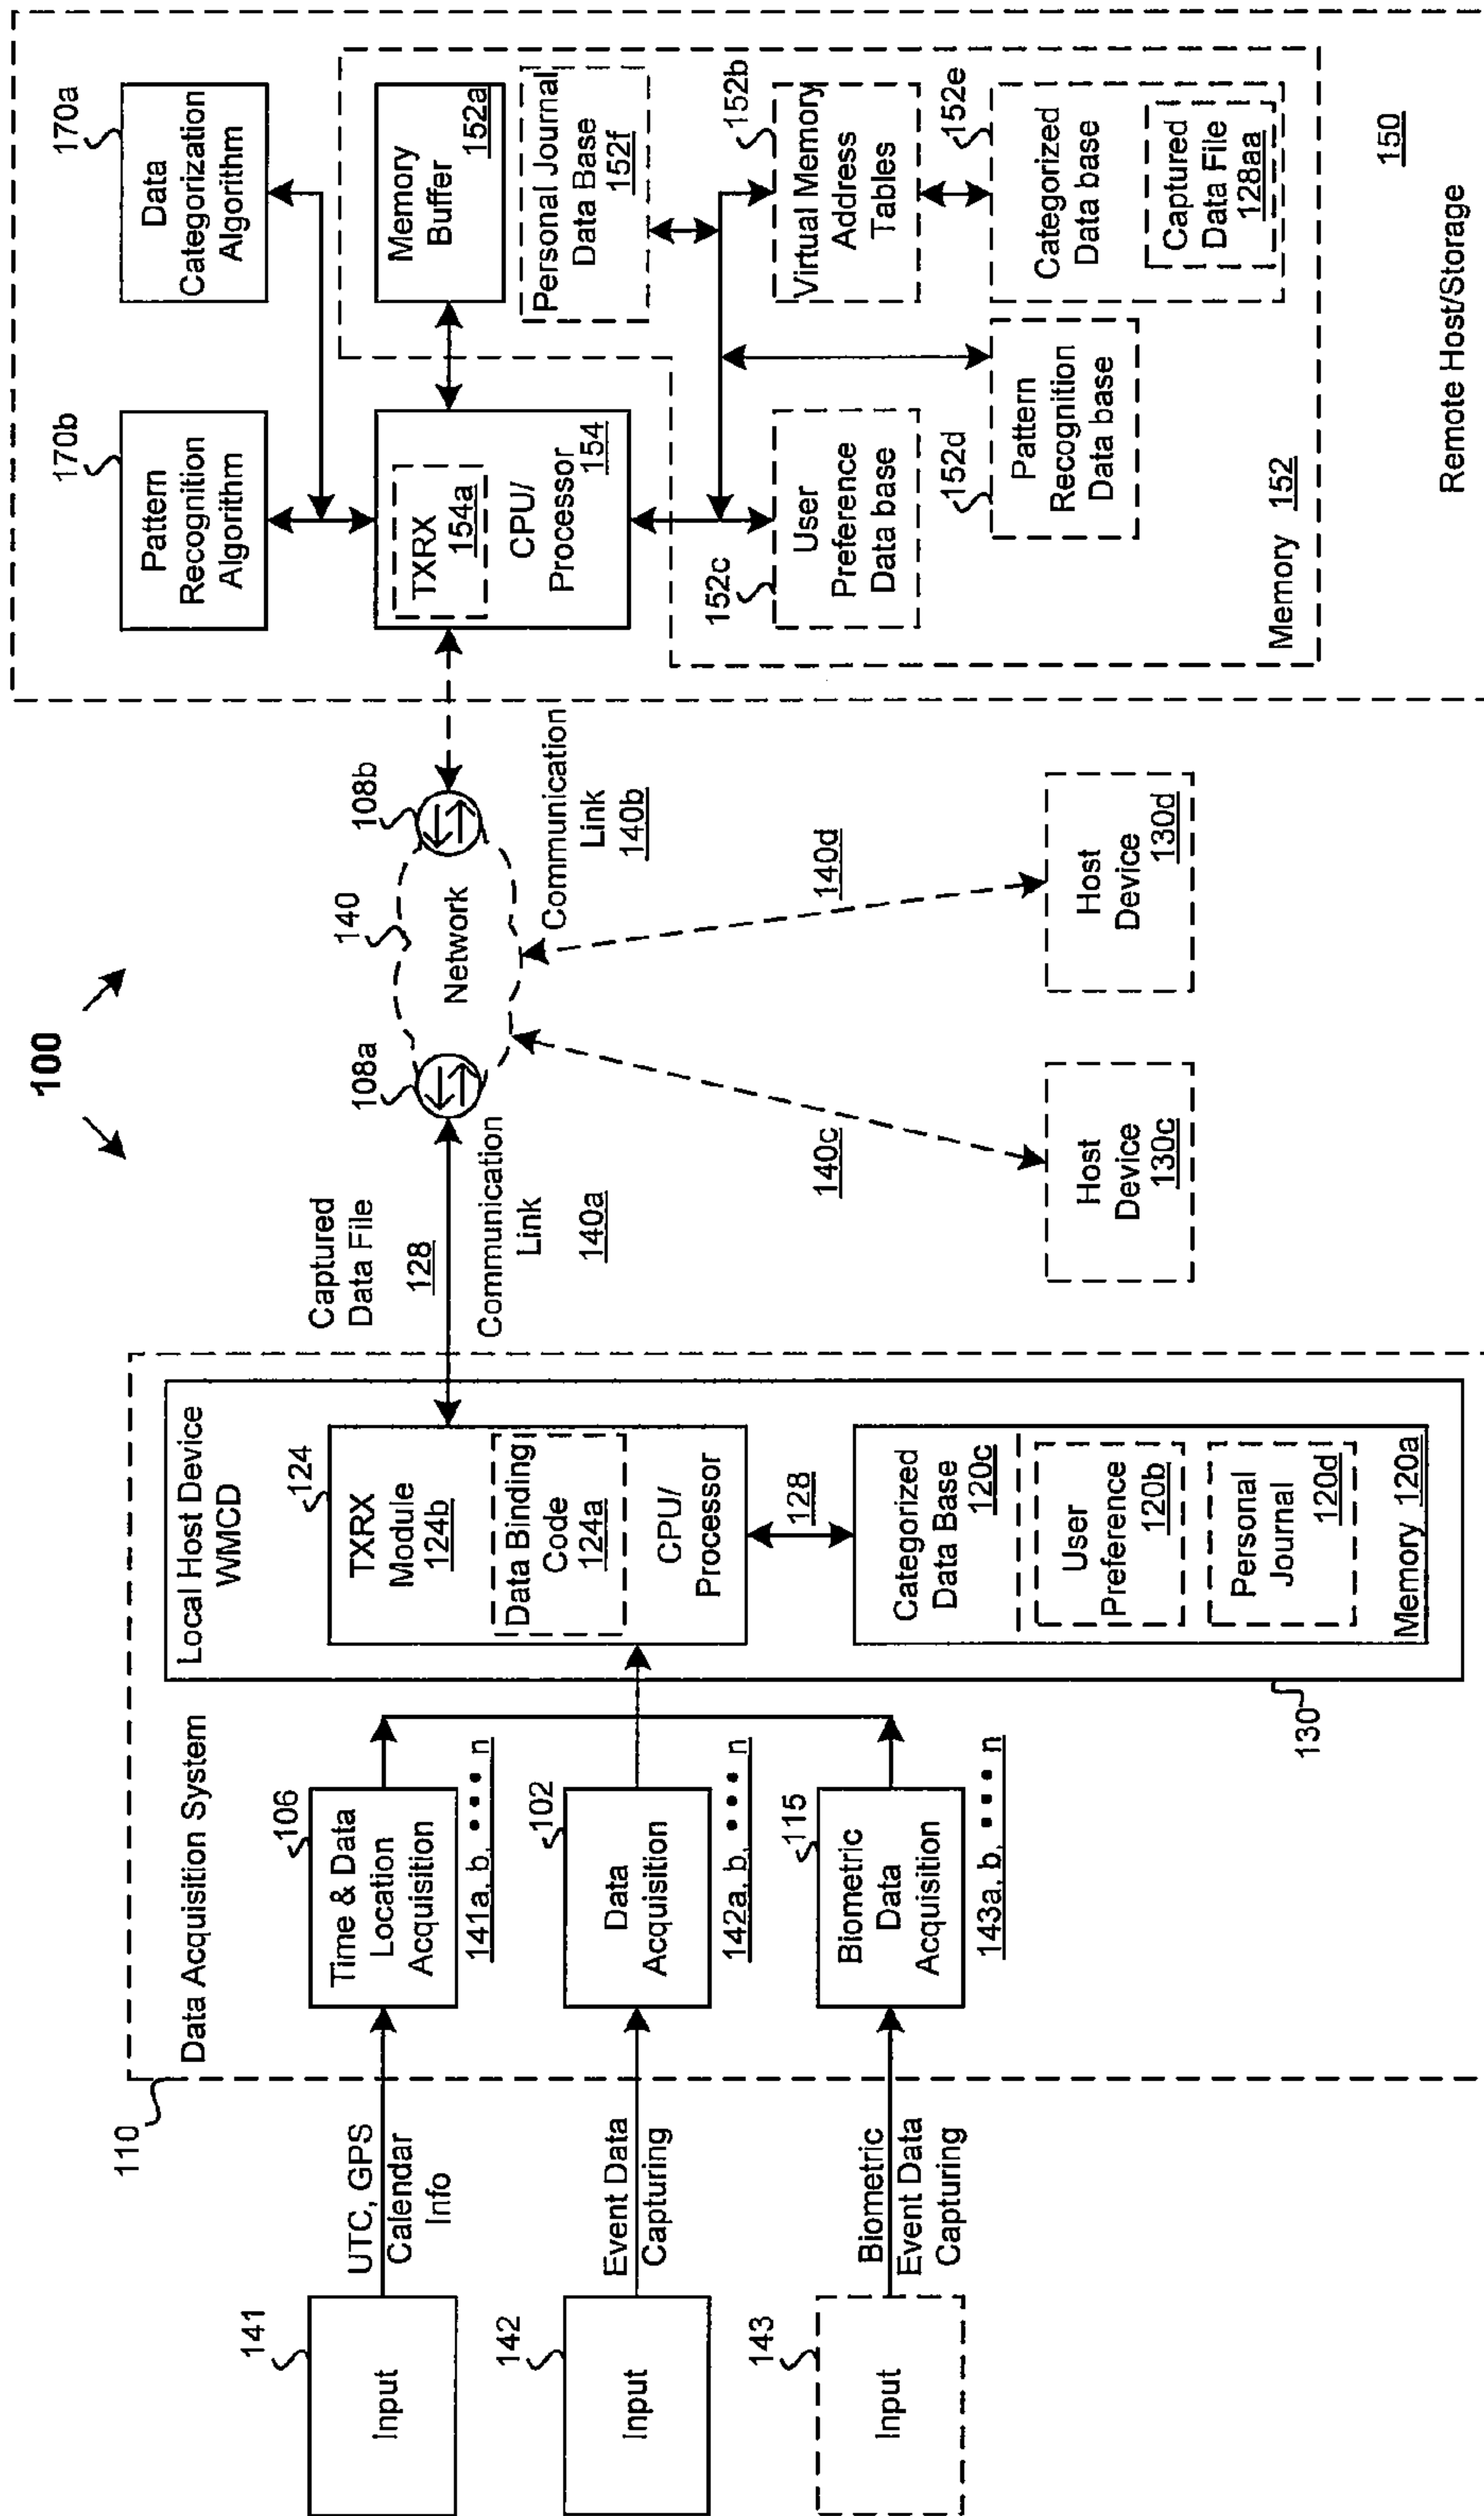 100
110
Data Acquisition System
141
Input
UTC, GPS
Calendar
Info
106
Time & Data
Location
Acquisition
141a, b, ••• n
142
Input
Event Data
Capturing
102
Data
Acquisition
142a, b, ••• n
143
Input
Biometric
Event Data
Capturing
115
Biometric
Data
Acquisition
143a, b, ••• n
Local Host Device
WMCD
124
TXRX
Module
124b
Data Binding
Code
124a
CPU/
Processor
128
Categorized
Data Base
120c
User
Preference
120b
Personal
Journal
120d
Memory 120a
130
Captured
Data File
128
Communication
Link
140a
108a
140
Network
108b
Communication
Link
140b
140c
140d
Host
Device
130c
Host
Device
130d
170b
Pattern
Recognition
Algorithm
170a
Data
Categorization
Algorithm
TXRX
154a
CPU/
Processor
154
Memory
Buffer
152a
Personal Journal
Data Base
152f
152c
User
Preference
Data base
152b
Virtual Memory
Address
Tables
152d
Pattern
Recognition
Data base
152e
Categorized
Data base
Captured
Data File
128aa
Memory 152
150
Remote Host/Storage